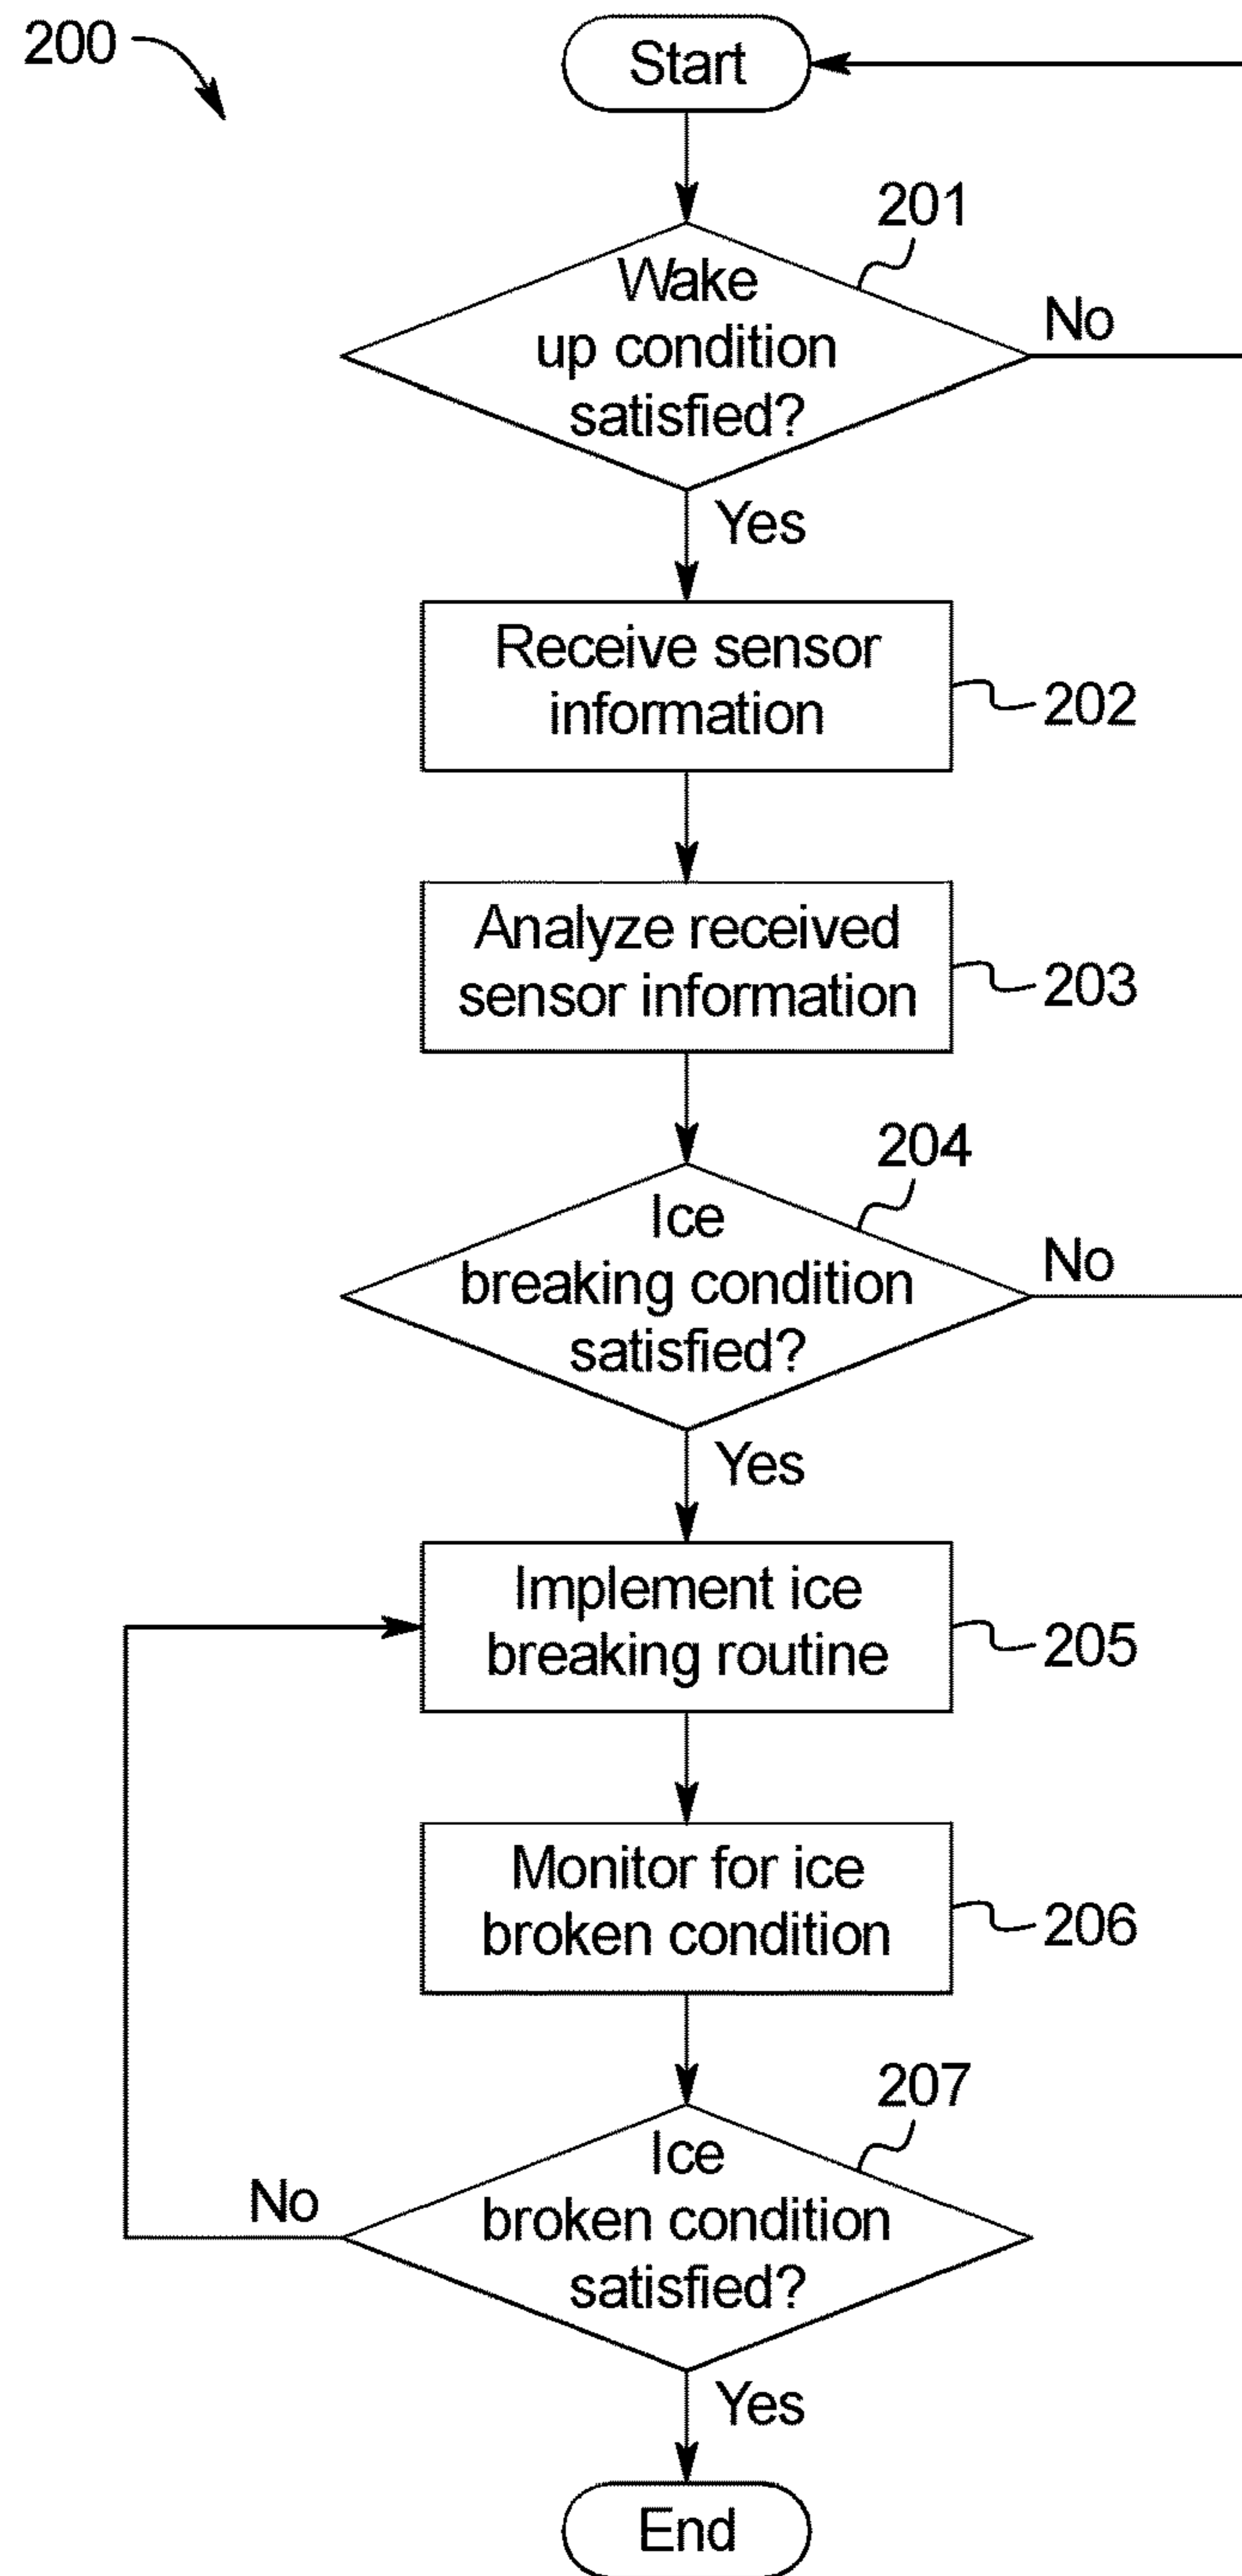 200
Start
201
Wake
up condition
satisfied?
No
Yes
Receive sensor
information
202
Analyze received
sensor information
203
204
Ice
breaking condition
satisfied?
No
Yes
Implement ice
breaking routine
205
Monitor for ice
broken condition
206
207
Ice
broken condition
satisfied?
No
Yes
End